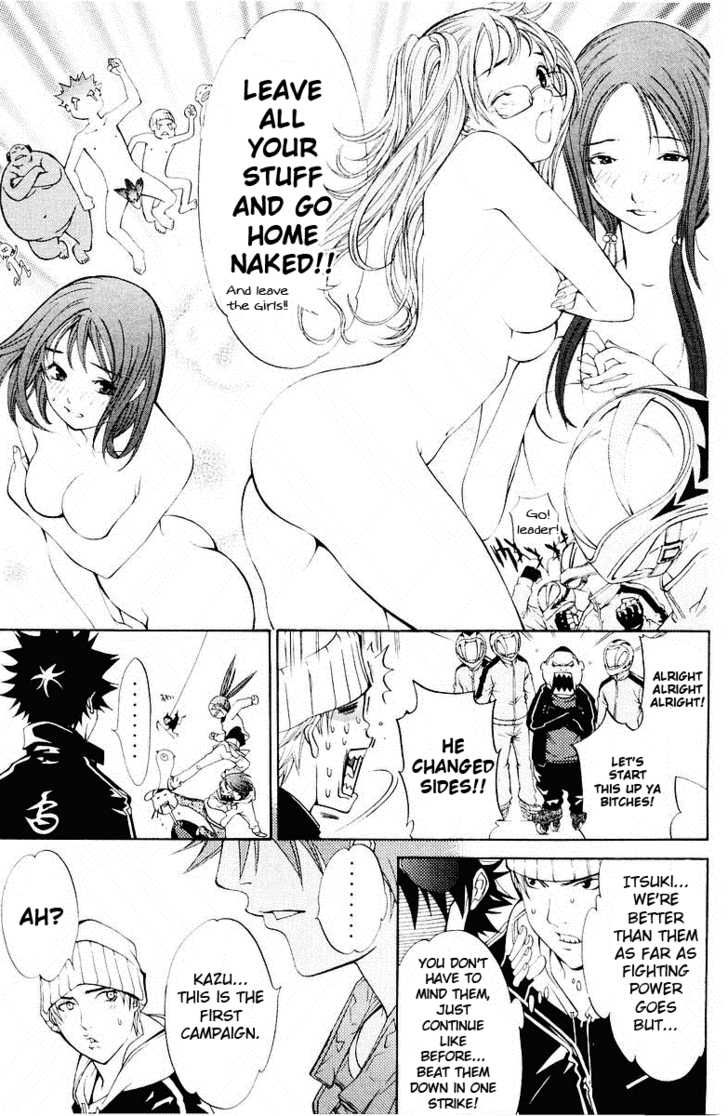 LEAVE
ALL
YOUR
STUFF
AND GO
HOME
NAKED!!
And leave
the Girls!!
Go!
leader!
ALRIGHT
ALRIGHT
ALRIGHT!
LET'S
START
THIS UP YA
BITCHES!
HE
CHANGED
SIDES!!
......
ITSUKI...
WE'RE
BETTER
THAN THEM
AS FAR AS
FIGHTING
POWER
GOES
BUT...
YOU DON'T
HAVE TO
MIND THEM,
JUST
CONTINUE
LIKE
BEFORE...
BEAT THEM
DOWN IN ONE
STRIKE!
....
KAZU...
THIS IS THE
FIRST
CAMPAIGN.
AH?